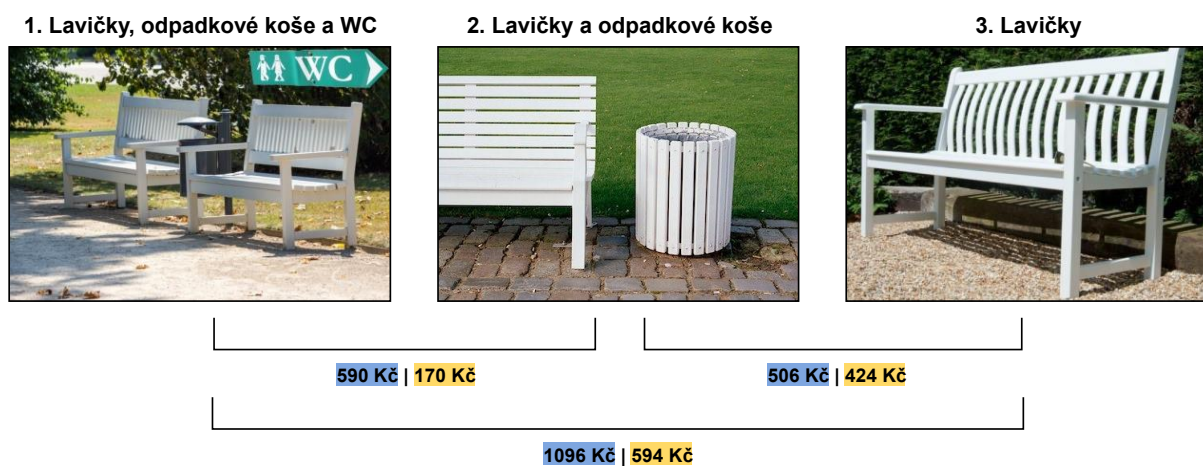 1. Lavičky, odpadkové koše a WC
2. Lavičky a odpadkové koše
3. Lavičky
WC
590 Kč | 170 Kč
506 Kč | 424 Kč
1096 Kč | 594 Kč